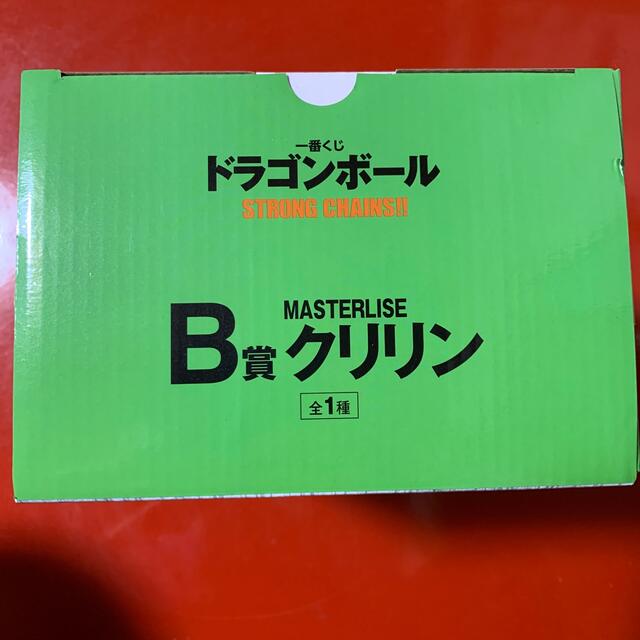 一番くじ
ドラゴンボール
STRONG CHAINS!!
MASTERLISE
B賞 クリリン
全1種